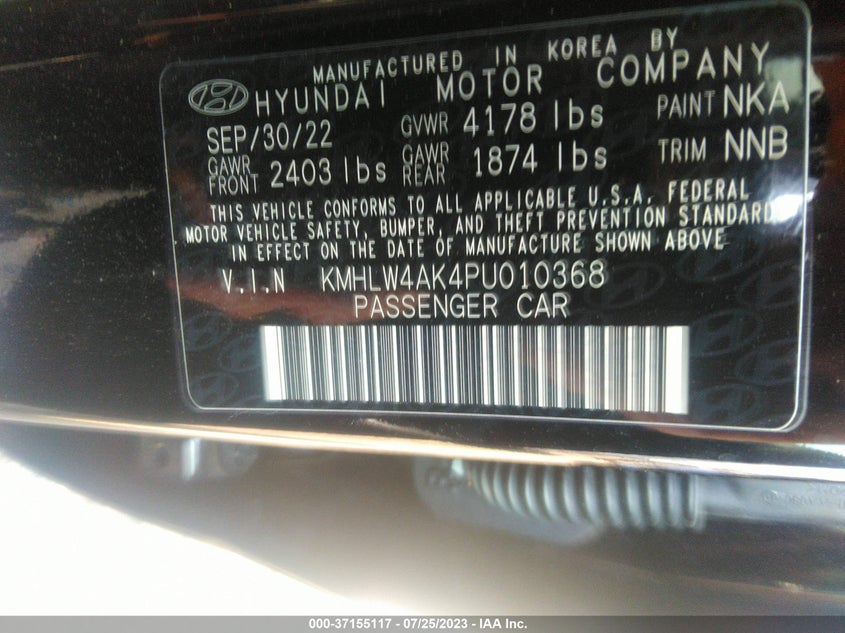 MANUFACTURED IN KOREA BY
HYUNDAI MOTOR COMPANY
SEP/30/22 GVWR 4178 lbs PAINT NKA
GAWR FRONT 2403 lbs GAWR REAR 1874 lbs TRIM NNB
THIS VEHICLE CONFORMS TO ALL APPLICABLE U.S.A. FEDERAL
MOTOR VEHICLE SAFETY, BUMPER, AND THEFT PREVENTION STANDARDS
IN EFFECT ON THE DATE OF MANUFACTURE SHOWN ABOVE
V.I.N KMHLW4AK4PU010368
PASSENGER CAR
000-37155117 - 07/25/2023 - IAA Inc.